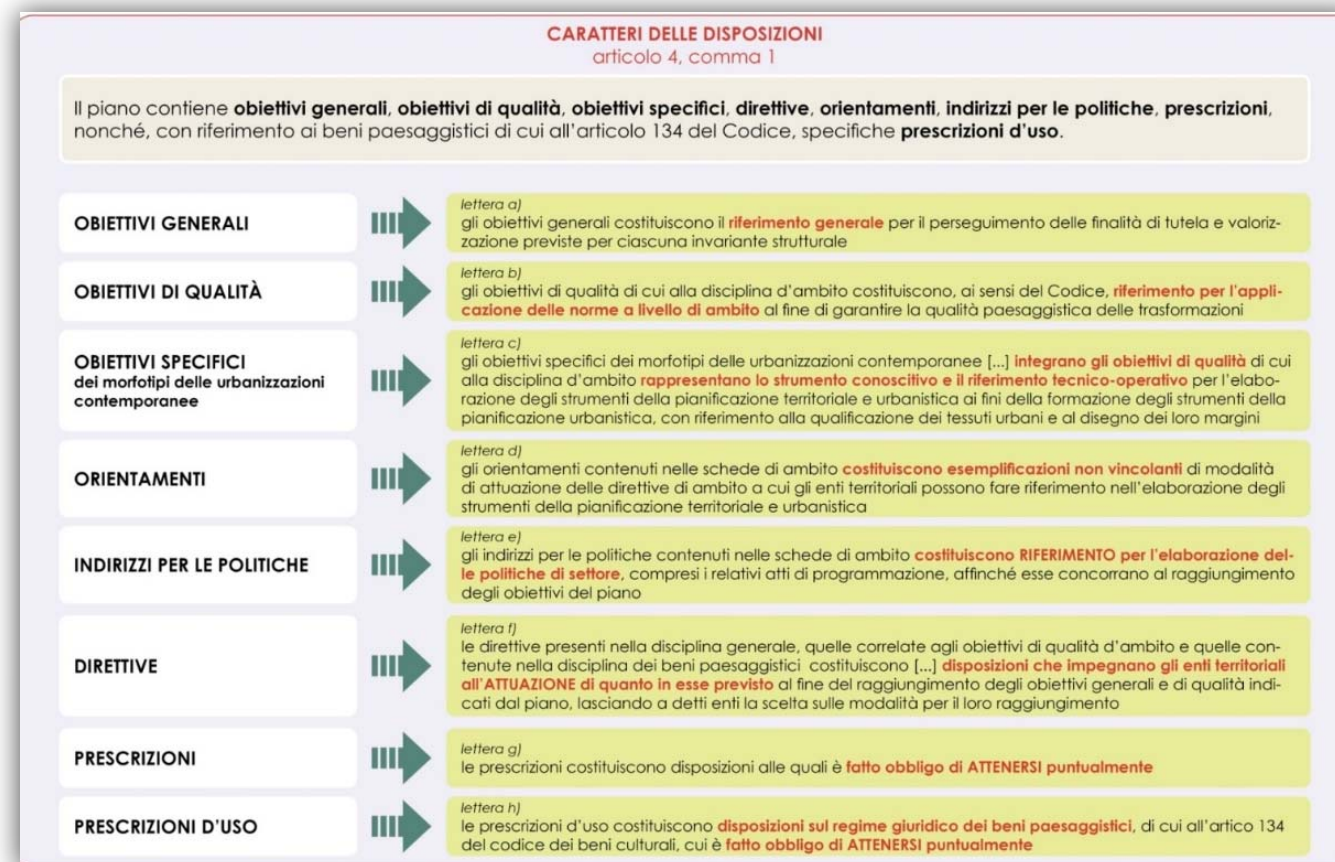 CARATTERI DELLE DISPOSIZIONI
articolo 4, comma 1
Il piano contiene obiettivi generali, obiettivi di qualità, obiettivi specifici, direttive, orientamenti, indirizzi per le politiche, prescrizioni,
nonché, con riferimento ai beni paesaggistici di cui all'articolo 134 del Codice, specifiche prescrizioni d'uso.
OBIETTIVI GENERALI
lettera a)
gli obiettivi generali costituiscono il riferimento generale per il perseguimento delle finalità di tutela e valoriz-
zazione previste per ciascuna invariante strutturale
OBIETTIVI DI QUALITÀ
lettera b)
gli obiettivi di qualità di cui alla disciplina d'ambito costituiscono, ai sensi del Codice, riferimento per l'appli-
cazione delle norme a livello di ambito al fine di garantire la qualità paesaggistica delle trasformazioni
OBIETTIVI SPECIFICI
dei morfotipi delle urbanizzazioni
contemporanee
lettera c)
gli obiettivi specifici dei morfotipi delle urbanizzazioni contemporanee [...] integrano gli obiettivi di qualità di cui
alla disciplina d'ambito rappresentano lo strumento conoscitivo e il riferimento tecnico-operativo per l'elabo-
razione degli strumenti della pianificazione territoriale e urbanistica ai fini della formazione degli strumenti della
pianificazione urbanistica, con riferimento alla qualificazione dei tessuti urbani e al disegno dei loro margini
ORIENTAMENTI
lettera d)
gli orientamenti contenuti nelle schede di ambito costituiscono esemplificazioni non vincolanti di modalità
di attuazione delle direttive di ambito a cui gli enti territoriali possono fare riferimento nell'elaborazione degli
strumenti della pianificazione territoriale e urbanistica
INDIRIZZI PER LE POLITICHE
lettera e)
gli indirizzi per le politiche contenuti nelle schede di ambito costituiscono RIFERIMENTO per l'elaborazione del-
le politiche di settore, compresi i relativi atti di programmazione, affinché esse concorrano al raggiungimento
degli obiettivi del piano
DIRETTIVE
lettera f)
le direttive presenti nella disciplina generale, quelle correlate agli obiettivi di qualità d'ambito e quelle con-
tenute nella disciplina dei beni paesaggistici costituiscono [...] disposizioni che impegnano gli enti territoriali
all'ATTUAZIONE di quanto in esse previsto al fine del raggiungimento degli obiettivi generali e di qualità indi-
cati dal piano, lasciando a detti enti la scelta sulle modalità per il loro raggiungimento
PRESCRIZIONI
lettera g)
le prescrizioni costituiscono disposizioni alle quali è fatto obbligo di ATTENERSI puntualmente
PRESCRIZIONI D'USO
lettera h)
le prescrizioni d'uso costituiscono disposizioni sul regime giuridico dei beni paesaggistici, di cui all'artico 134
del codice dei beni culturali, cui è fatto obbligo di ATTENERSI puntualmente